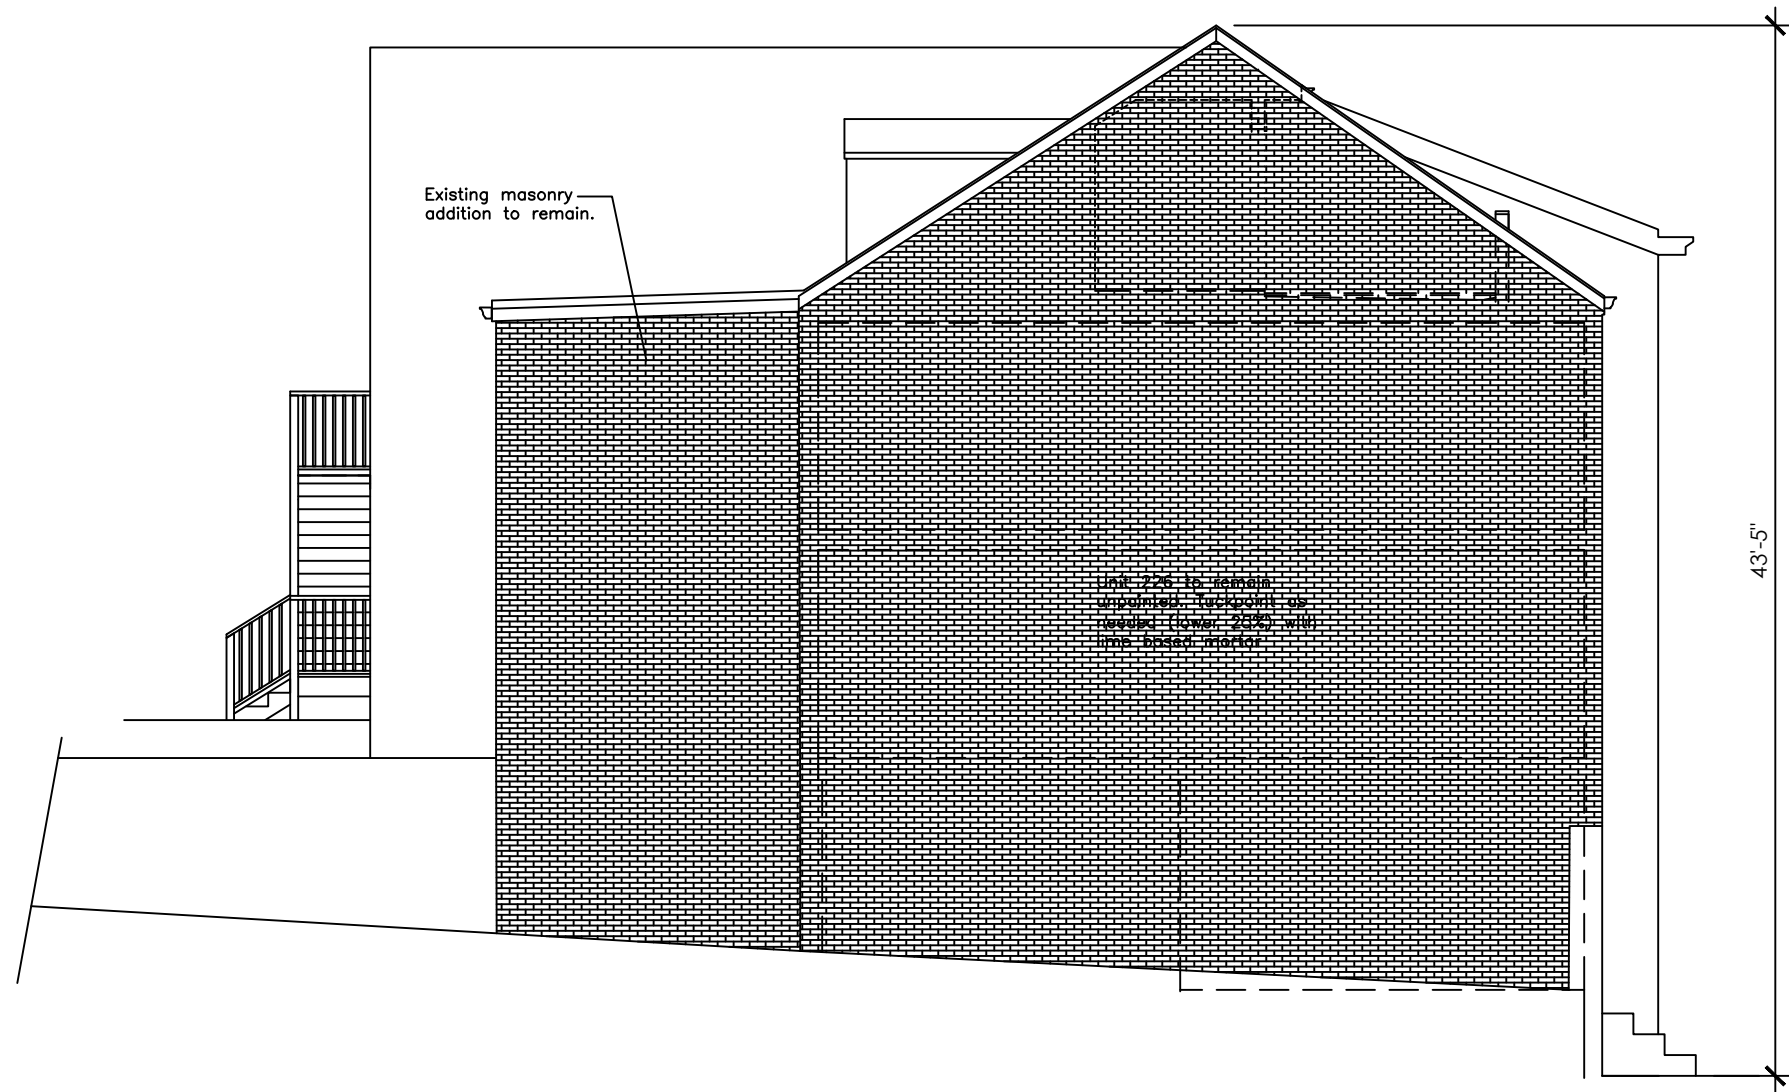 Existing masonry
addition to remain.
43'-5"
Unit 226 to remain
unpainted. Tuckpoint as
needed (lower 25%) with
lime based mortar